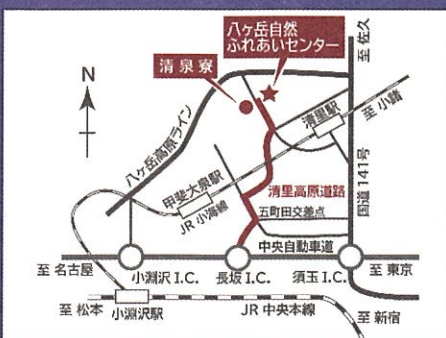 八ヶ岳自然
ふれあいセンター
清泉寮
至 佐久
N
八ヶ岳高原ライン
清里駅
至 小諸
甲斐大泉駅
JR 小海線
清里高原道路
国道 141号
五町田交差点
中央自動車道
至 名古屋
小淵沢 I.C.
長坂 I.C.
須玉 I.C.
至 東京
至 松本
小淵沢駅
JR 中央本線
至 新宿